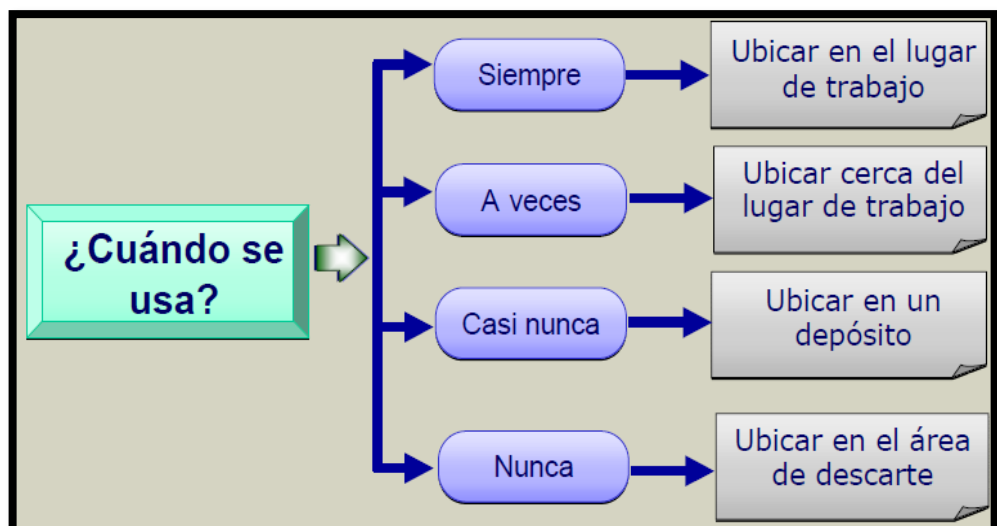 ¿Cuándo se
usa?
Siempre
Ubicar en el lugar
de trabajo
A veces
Ubicar cerca del
lugar de trabajo
Casi nunca
Ubicar en un
depósito
Nunca
Ubicar en el área
de descarte